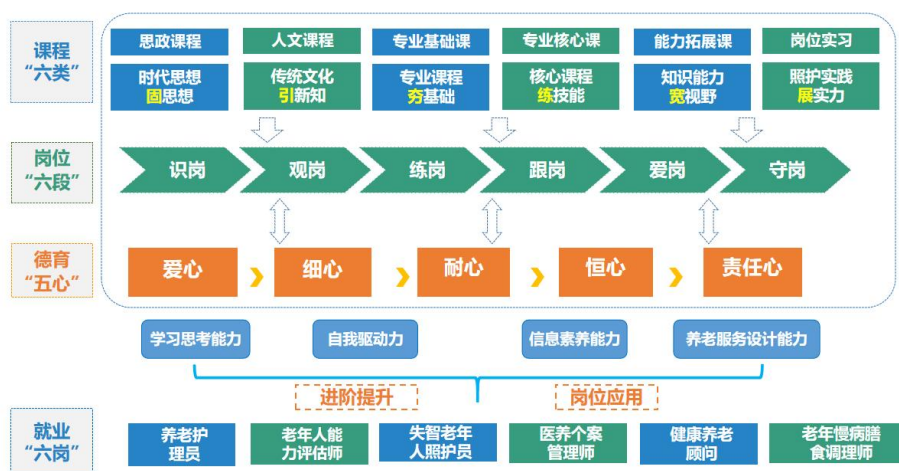 课程
“六类”
思政课程
人文课程
专业基础课
专业核心课
能力拓展课
岗位实习
时代思想
固思想
传统文化
引新知
专业课程
夯基础
核心课程
练技能
知识能力
宽视野
照护实践
展实力
岗位
“六段”
识岗
观岗
练岗
跟岗
爱岗
守岗
德育
“五心”
爱心
细心
耐心
恒心
责任心
学习思考能力
自我驱动力
信息素养能力
养老服务设计能力
进阶提升
岗位应用
就业
“六岗”
养老护
理员
老年人能
力评估师
失智老年
人照护员
医养个案
管理师
健康养老
顾问
老年慢病膳
食调理师